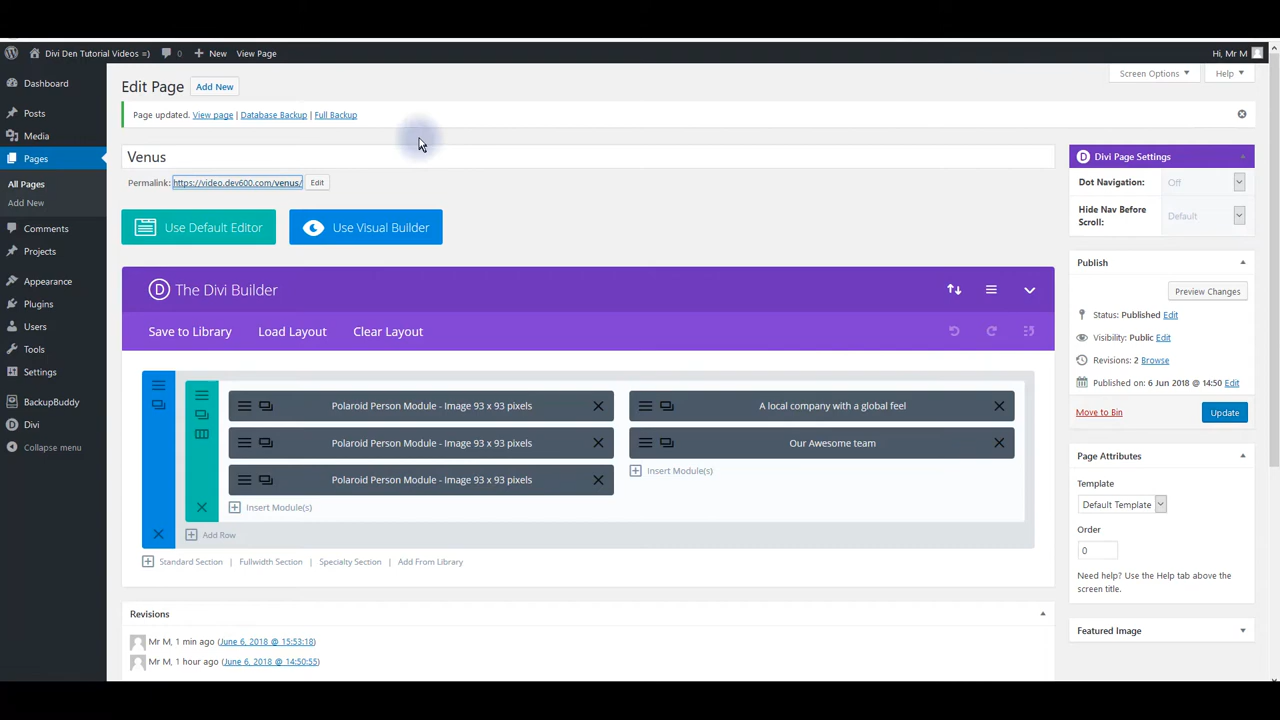 Divi Den Tutorial Videos =) 0 New View Page Hi, Mr M
Dashboard
Posts
Media
Pages
All Pages
Add New
Comments
Projects
Appearance
Plugins
Users
Tools
Settings
BackupBuddy
Divi
Collapse menu
Screen Options Help
Edit Page Add New
Page updated. View page | Database Backup | Full Backup
Venus
Permalink: https://video.dev600.com/venus/ Edit
Use Default Editor Use Visual Builder
D The Divi Builder
Save to Library Load Layout Clear Layout
Polaroid Person Module - Image 93 x 93 pixels
Polaroid Person Module - Image 93 x 93 pixels
Polaroid Person Module - Image 93 x 93 pixels
Insert Module(s)
A local company with a global feel
Our Awesome team
Insert Module(s)
Add Row
Standard Section | Fullwidth Section | Specialty Section | Add From Library
Revisions
Mr M, 1 min ago (June 6, 2018 @ 15:53:18)
Mr M, 1 hour ago (June 6, 2018 @ 14:50:55)
D Divi Page Settings
Dot Navigation: Off
Hide Nav Before
Scroll:
Default
Publish
Preview Changes
Status: Published Edit
Visibility: Public Edit
Revisions: 2 Browse
Published on: 6 Jun 2018 @ 14:50 Edit
Move to Bin Update
Page Attributes
Template
Default Template
Order
0
Need help? Use the Help tab above the
screen title.
Featured Image